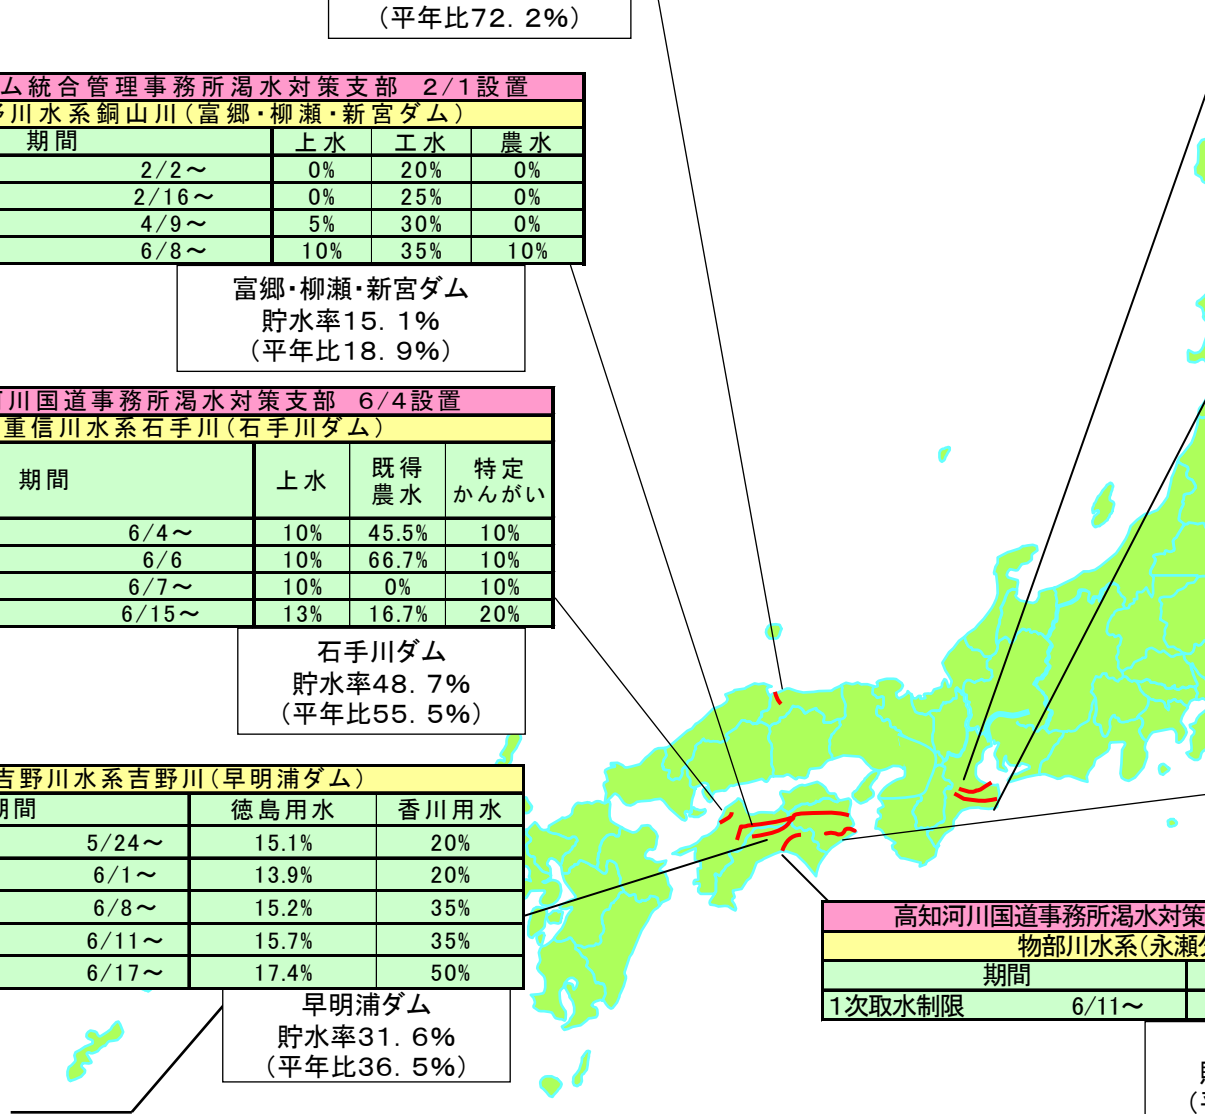 (平年比72.2%)
ム統合管理事務所渇水対策支部 2/1設置
川水系銅山川(富郷・柳瀬・新宮ダム)
期間 上水 工水 農水
2/2～ 0% 20% 0%
2/16～ 0% 25% 0%
4/9～ 5% 30% 0%
6/8～ 10% 35% 10%
富郷・柳瀬・新宮ダム
貯水率15.1%
(平年比18.9%)
川国道事務所渇水対策支部 6/4設置
重信川水系石手川(石手川ダム)
期間 上水 既得農水 特定かんがい
6/4～ 10% 45.5% 10%
6/6 10% 66.7% 10%
6/7～ 10% 0% 10%
6/15～ 13% 16.7% 20%
石手川ダム
貯水率48.7%
(平年比55.5%)
吉野川水系吉野川(早明浦ダム)
期間 徳島用水 香川用水
5/24～ 15.1% 20%
6/1～ 13.9% 20%
6/8～ 15.2% 35%
6/11～ 15.7% 35%
6/17～ 17.4% 50%
早明浦ダム
貯水率31.6%
(平年比36.5%)
高知河川国道事務所渇水対策
物部川水系(永瀬
期間
1次取水制限 6/11～